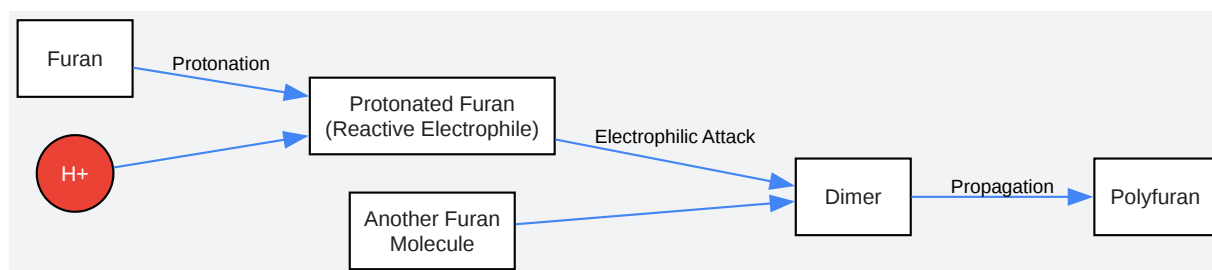 Furan
Protonation
H+
Protonated Furan
(Reactive Electrophile)
Electrophilic Attack
Another Furan
Molecule
Dimer
Propagation
Polyfuran